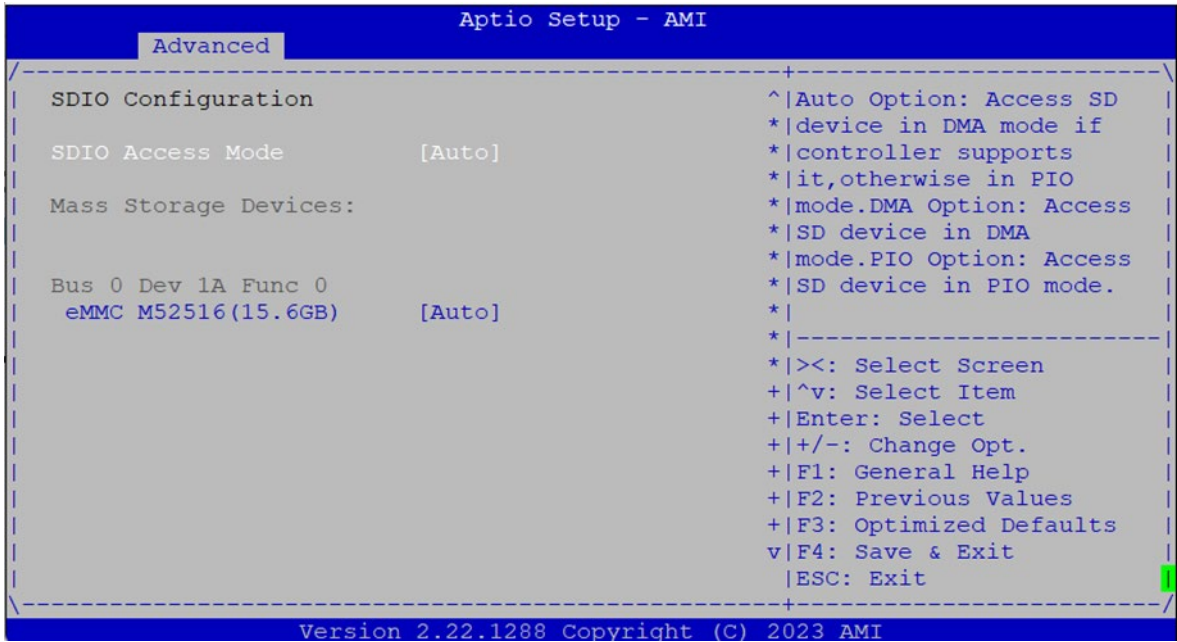 Aptio Setup - AMI
Advanced
/----------------------------------------------------+-------------------------\
| SDIO Configuration ^|Auto Option: Access SD |
| *|device in DMA mode if |
| SDIO Access Mode [Auto] *|controller supports |
| *|it,otherwise in PIO |
| Mass Storage Devices: *|mode.DMA Option: Access |
| *|SD device in DMA |
| *|mode.PIO Option: Access |
| Bus 0 Dev 1A Func 0 *|SD device in PIO mode. |
| eMMC M52516(15.6GB) [Auto] *| |
| *|-------------------------|
| *|><: Select Screen |
| +|^v: Select Item |
| +|Enter: Select |
| +|+/-: Change Opt. |
| +|F1: General Help |
| +|F2: Previous Values |
| +|F3: Optimized Defaults |
| v|F4: Save & Exit |
| |ESC: Exit |
\----------------------------------------------------+-------------------------/
Version 2.22.1288 Copyright (C) 2023 AMI